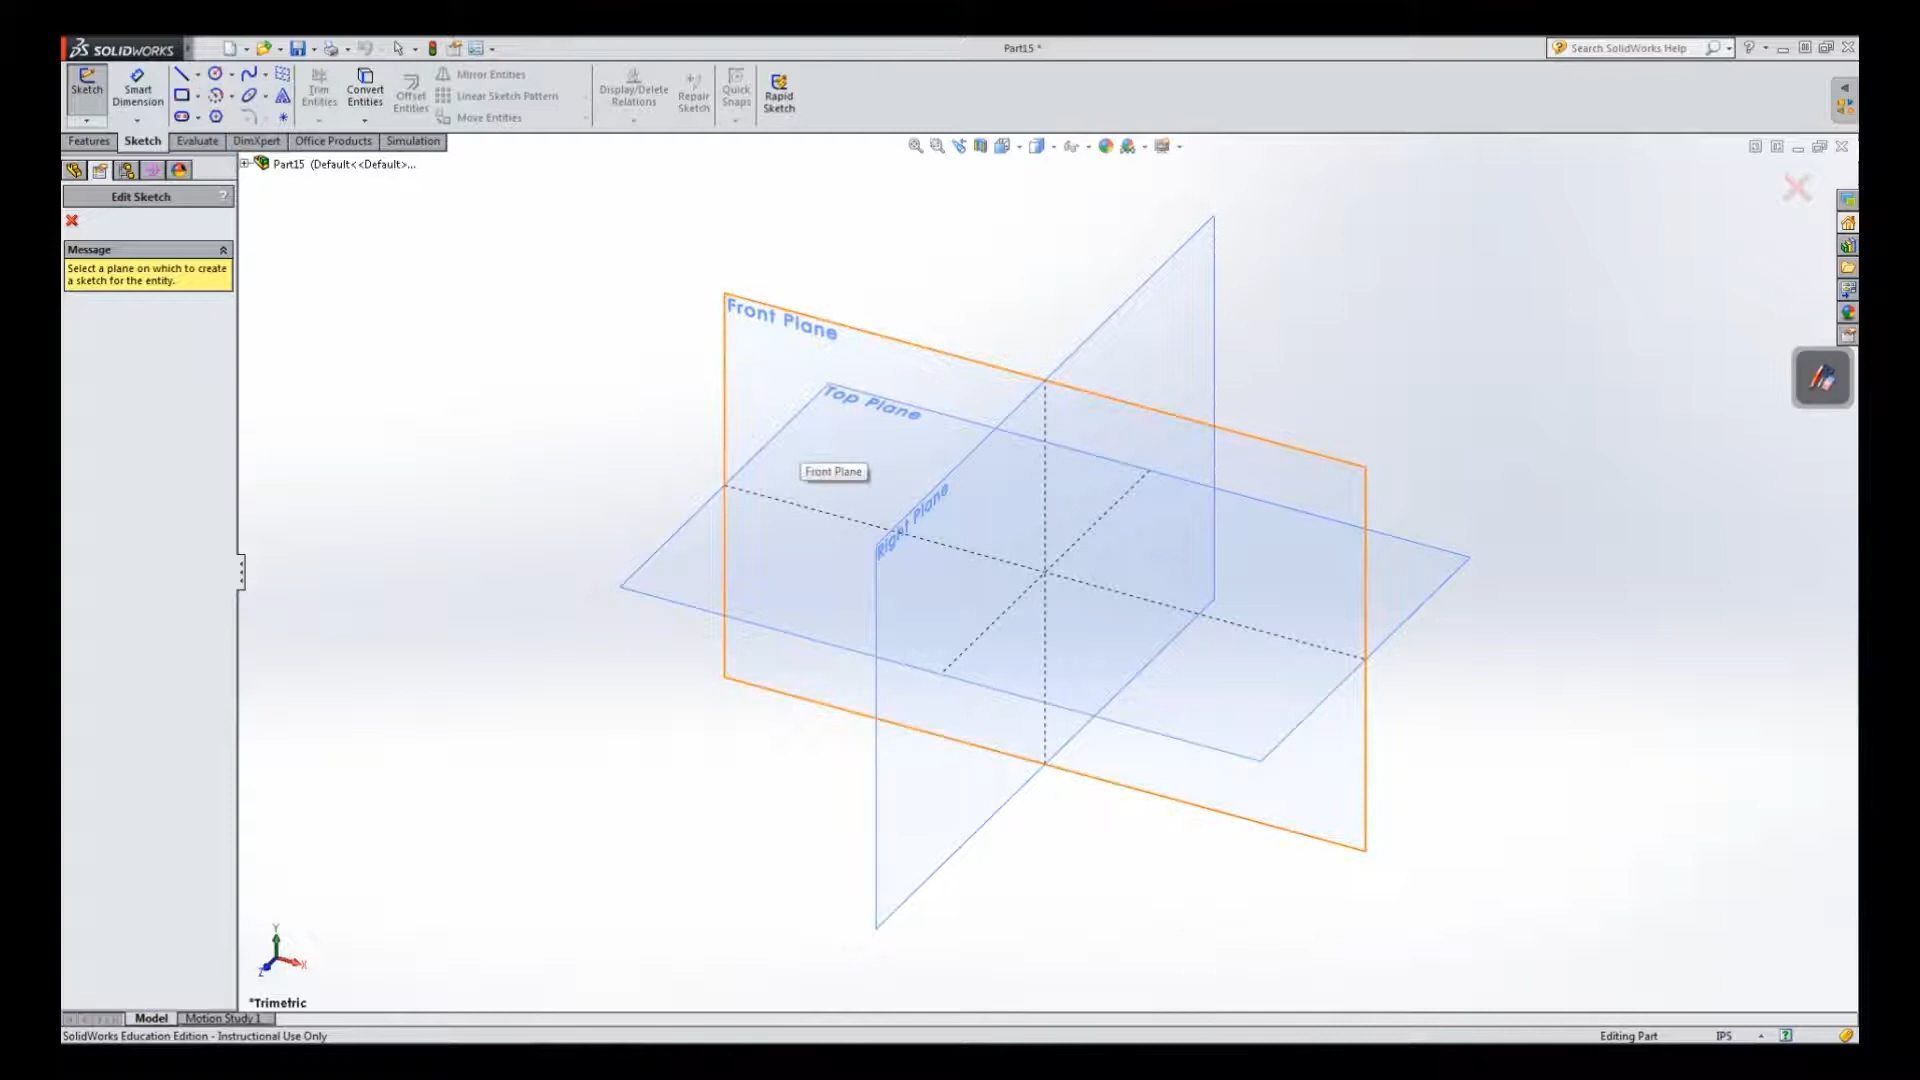 SOLIDWORKS
Part15 *
Search SolidWorks Help
Sketch
Smart
Dimension
Trim
Entities
Convert
Entities
Offset
Entities
Mirror Entities
Linear Sketch Pattern
Move Entities
Display/Delete
Relations
Repair
Sketch
Quick
Snaps
Rapid
Sketch
Features
Sketch
Evaluate
DimXpert
Office Products
Simulation
Part15 (Default<<Default>...
Edit Sketch
?
Message
Select a plane on which to create
a sketch for the entity.
Front Plane
Top Plane
Front Plane
Right Plane
Y
X
Z
*Trimetric
Model
Motion Study 1
SolidWorks Education Edition - Instructional Use Only
Editing Part
IPS
?